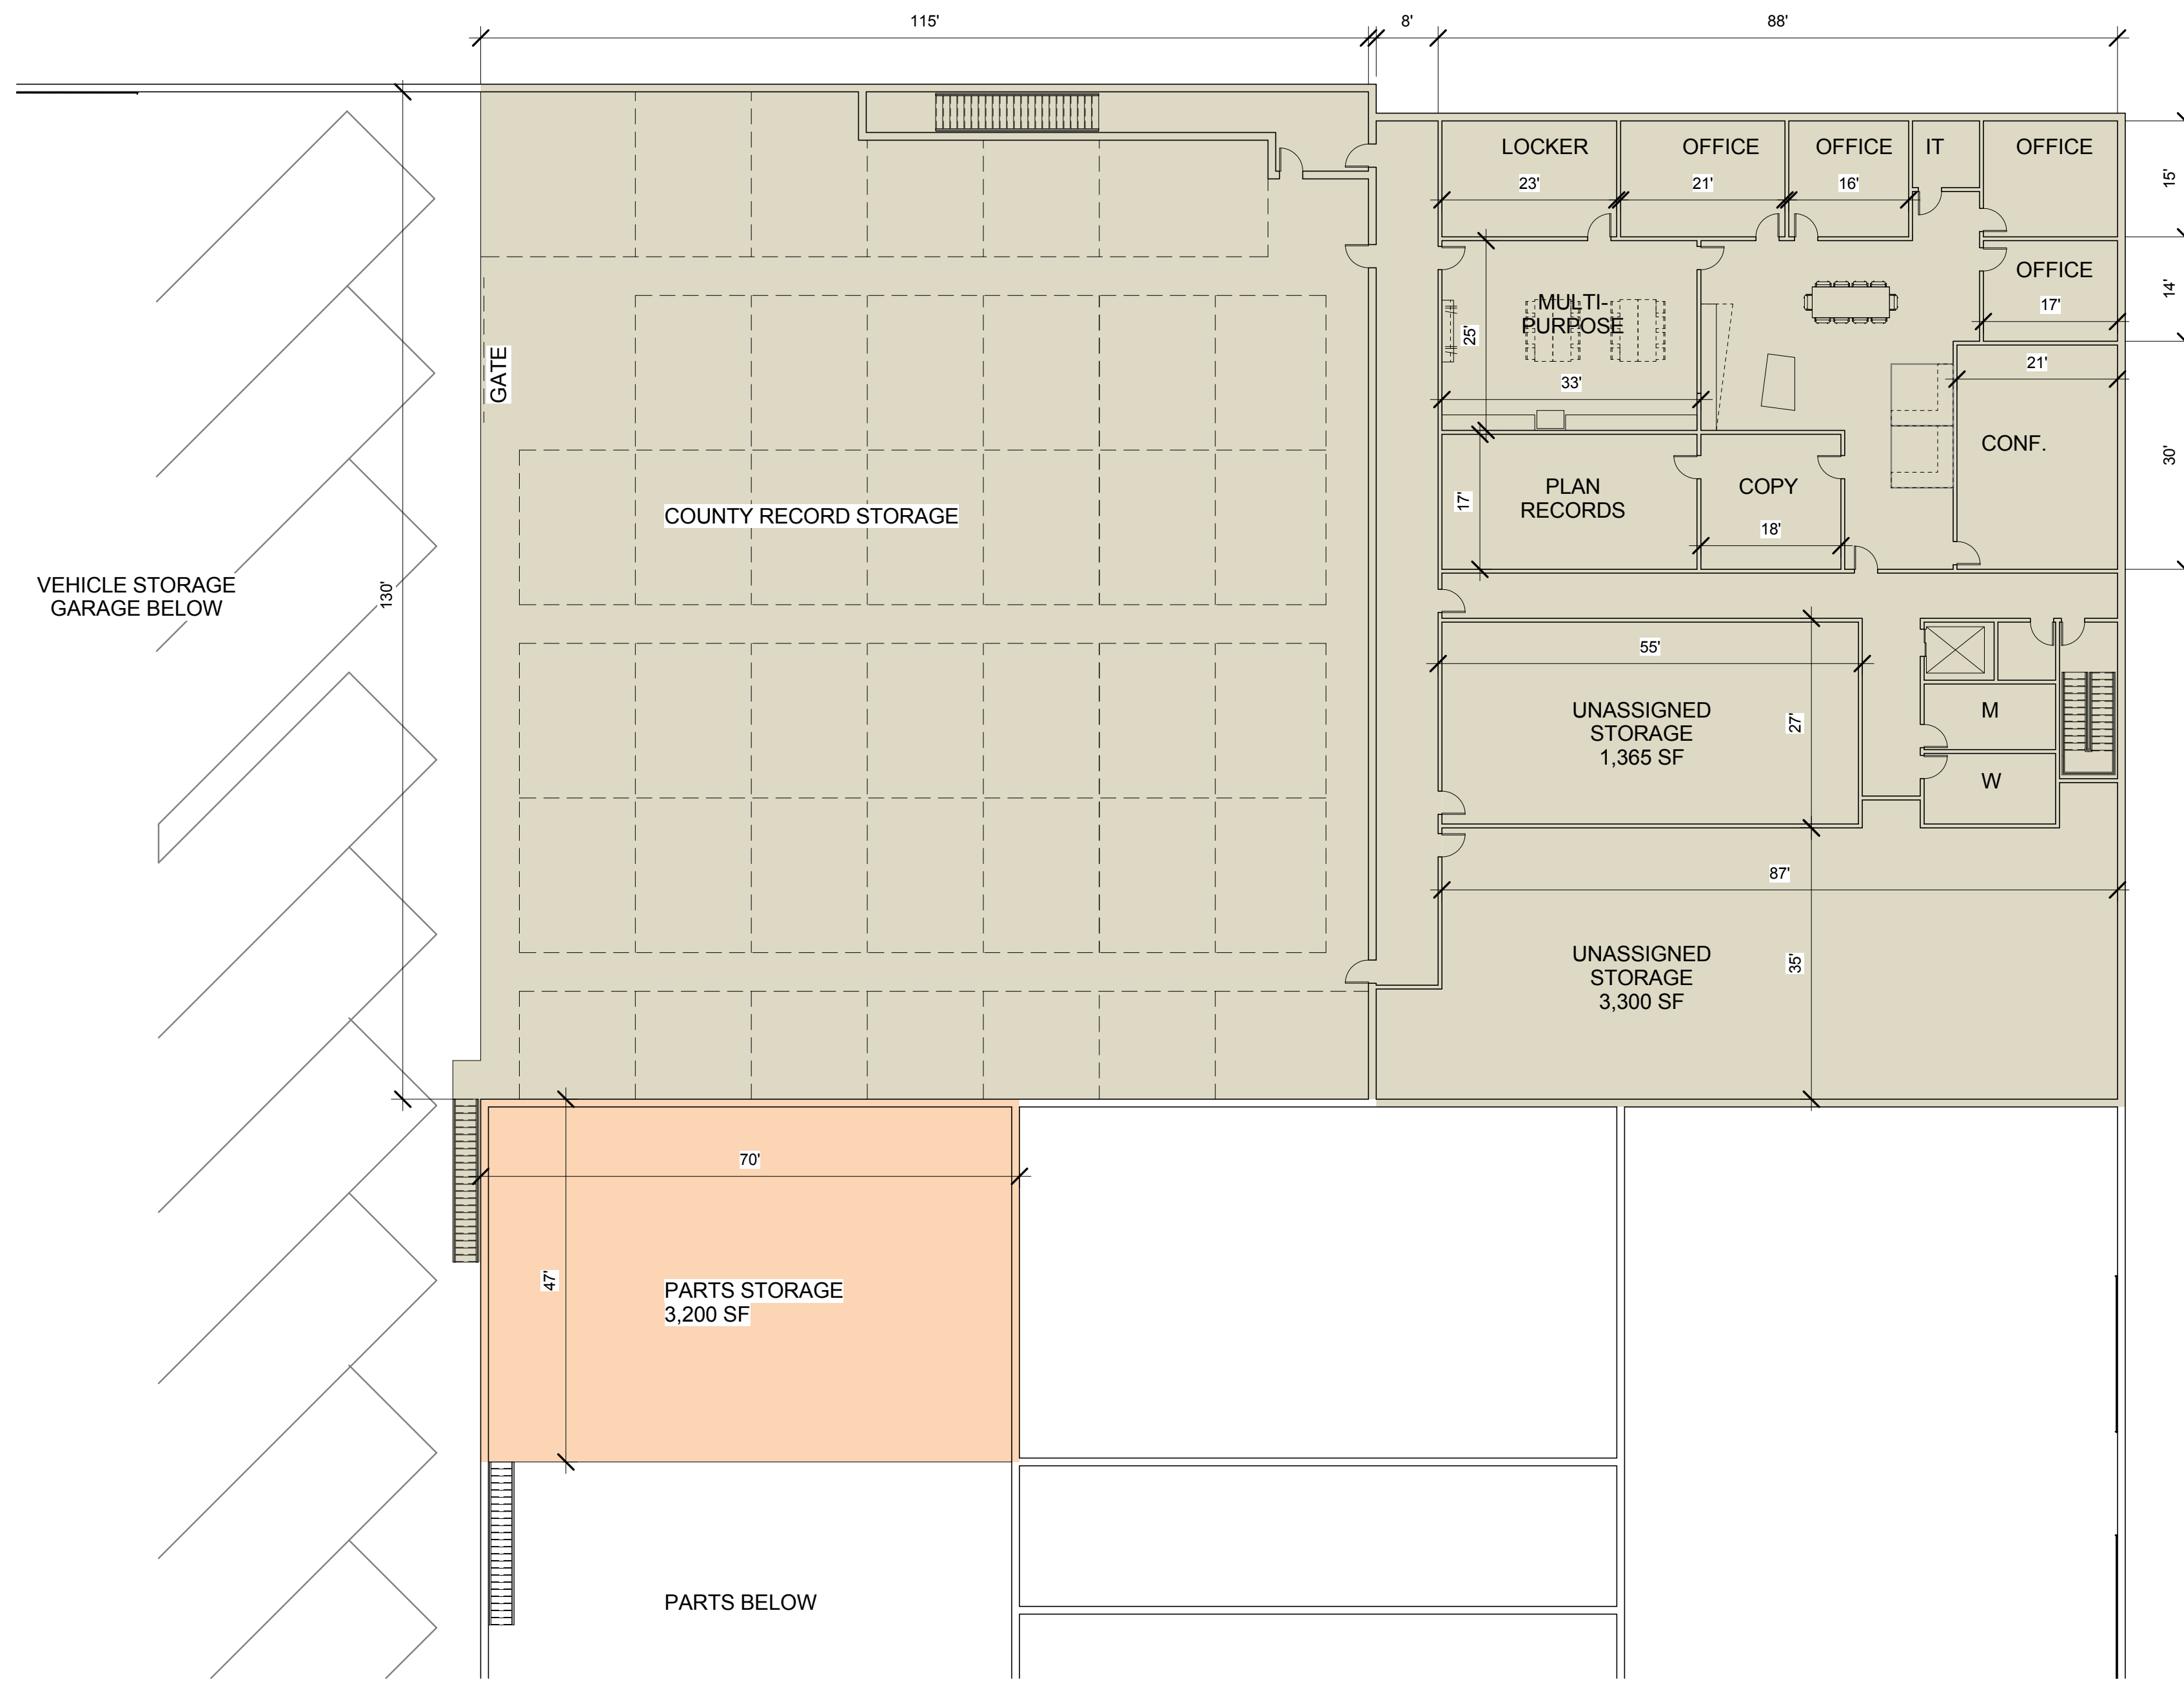 115'
8'
88'
LOCKER
OFFICE
OFFICE
IT
OFFICE
23'
21'
16'
15'
OFFICE
17'
14'
MULTI-
PURPOSE
25'
33'
GATE
21'
CONF.
30'
COUNTY RECORD STORAGE
PLAN
RECORDS
17'
COPY
18'
VEHICLE STORAGE
GARAGE BELOW
130'
55'
UNASSIGNED
STORAGE
1,365 SF
27'
M
W
87'
UNASSIGNED
STORAGE
3,300 SF
35'
70'
47'
PARTS STORAGE
3,200 SF
PARTS BELOW